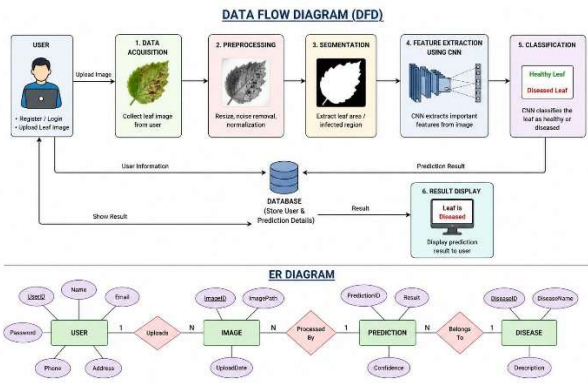 DATA FLOW DIAGRAM (DFD)
USER
• Register / Login
• Upload Leaf Image
Upload Image
1. DATA
ACQUISITION
Collect leaf image
from user
2. PREPROCESSING
Resize, noise removal,
normalization
3. SEGMENTATION
Extract leaf area /
infected region
4. FEATURE EXTRACTION
USING CNN
CNN extracts important
features from image
5. CLASSIFICATION
Healthy Leaf
Diseased Leaf
CNN classifies the
leaf as healthy or
diseased
User Information
Prediction Result
DATABASE
(Store User &
Prediction Details)
Show Result
Result
6. RESULT DISPLAY
Leaf is
Diseased
Display prediction
result to user
ER DIAGRAM
UserID
Name
Email
Password
USER
Phone
Address
1
Uploads
N
ImageID
ImagePath
IMAGE
UploadDate
N
Processed
By
1
PredictionID
Result
PREDICTION
Confidence
N
Belongs
To
1
DiseaseID
DiseaseName
DISEASE
Description